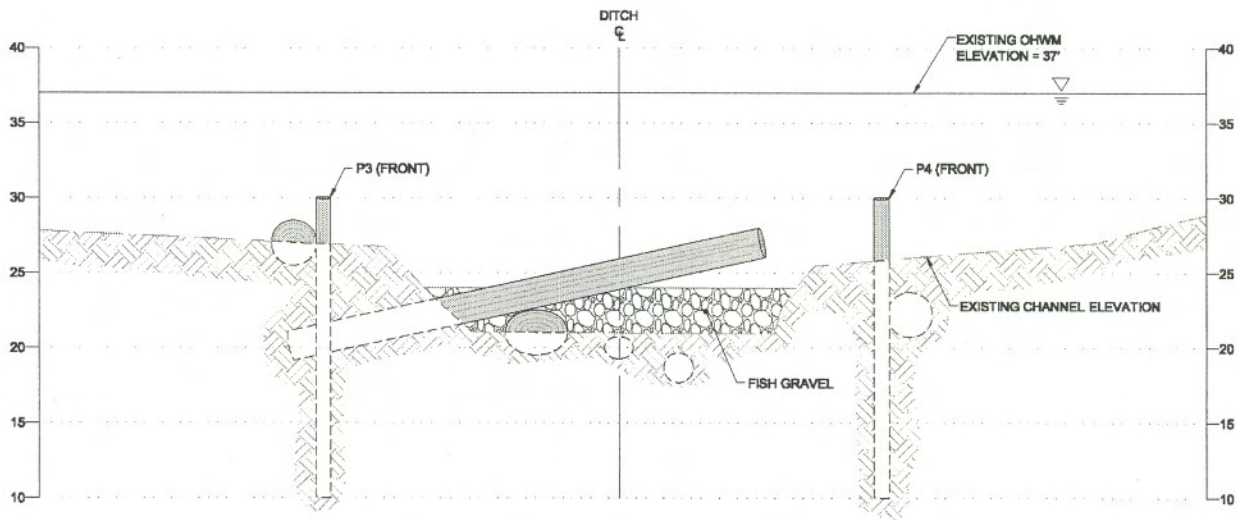 DITCH
℄
EXISTING OHWM
ELEVATION = 37'
40
40
35
35
P3 (FRONT)
P4 (FRONT)
30
30
25
25
EXISTING CHANNEL ELEVATION
20
20
FISH GRAVEL
15
15
10
10